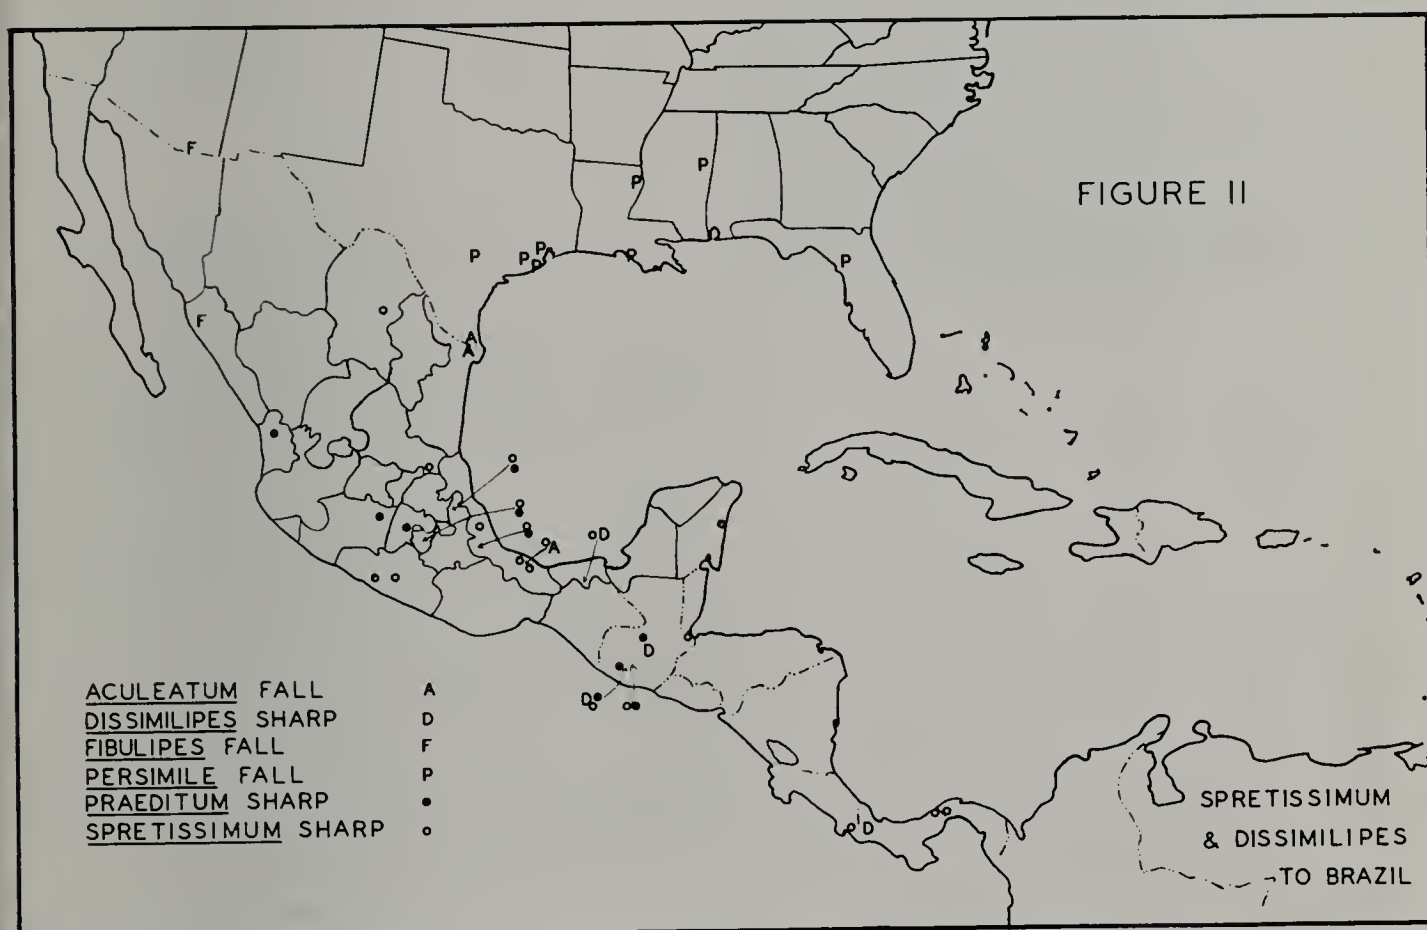 FIGURE II
F
P
P
P
P
P
P
P
P
F
A
A
D
A
D
D
D
ACULEATUM FALL A
DISSIMILIPES SHARP D
FIBULIPES FALL F
PERSIMILE FALL P
PRAEDITUM SHARP ●
SPRETISSIMUM SHARP ○
SPRETISSIMUM
& DISSIMILIPES
TO BRAZIL